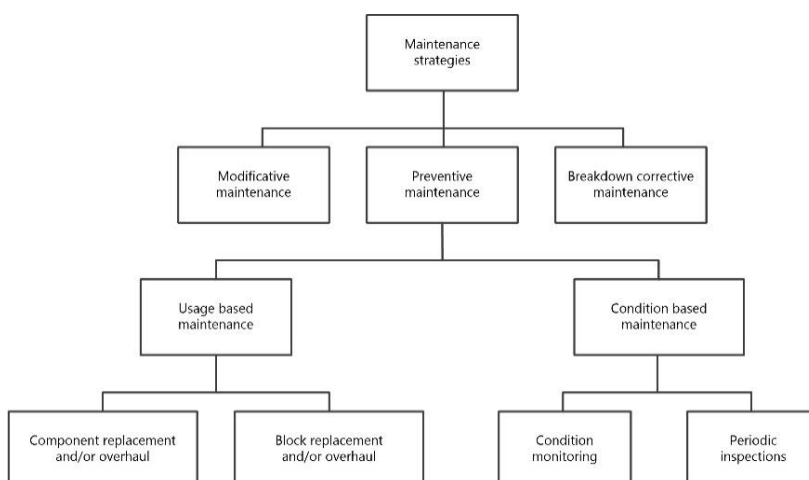 Maintenance
strategies
Modificative
maintenance
Preventive
maintenance
Breakdown corrective
maintenance
Usage based
maintenance
Condition based
maintenance
Component replacement
and/or overhaul
Block replacement
and/or overhaul
Condition
monitoring
Periodic
inspections